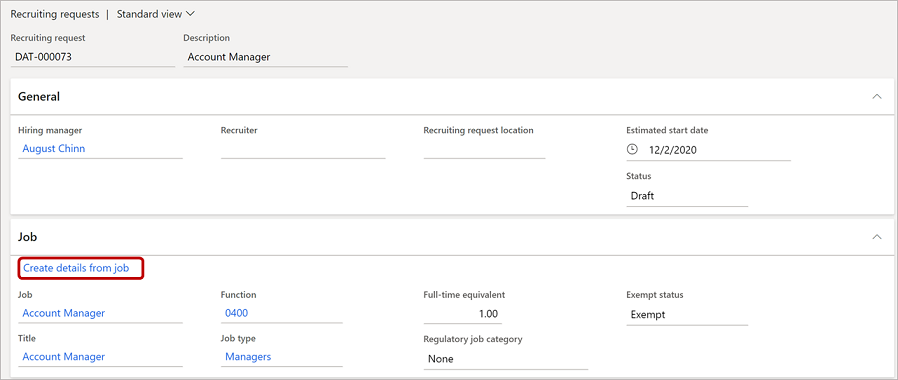 Recruiting requests | Standard view
Recruiting request Description
DAT-000073 Account Manager
General
Hiring manager Recruiter Recruiting request location Estimated start date
August Chinn 12/2/2020
Status
Draft
Job
Create details from job
Job Function Full-time equivalent Exempt status
Account Manager 0400 1.00 Exempt
Title Job type Regulatory job category
Account Manager Managers None